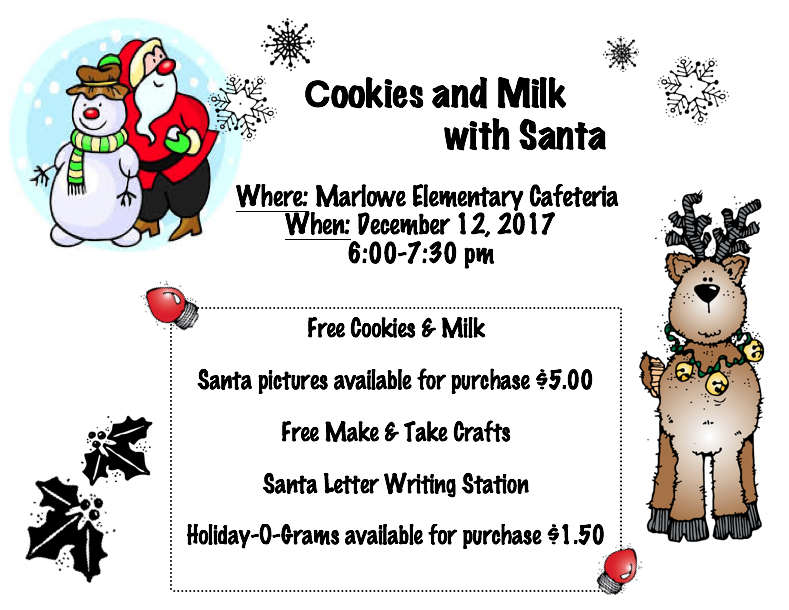 Cookies and Milk
with Santa
Where: Marlowe Elementary Cafeteria
When: December 12, 2017
6:00-7:30 pm
Free Cookies & Milk
Santa pictures available for purchase $5.00
Free Make & Take Crafts
Santa Letter Writing Station
Holiday-O-Grams available for purchase $1.50